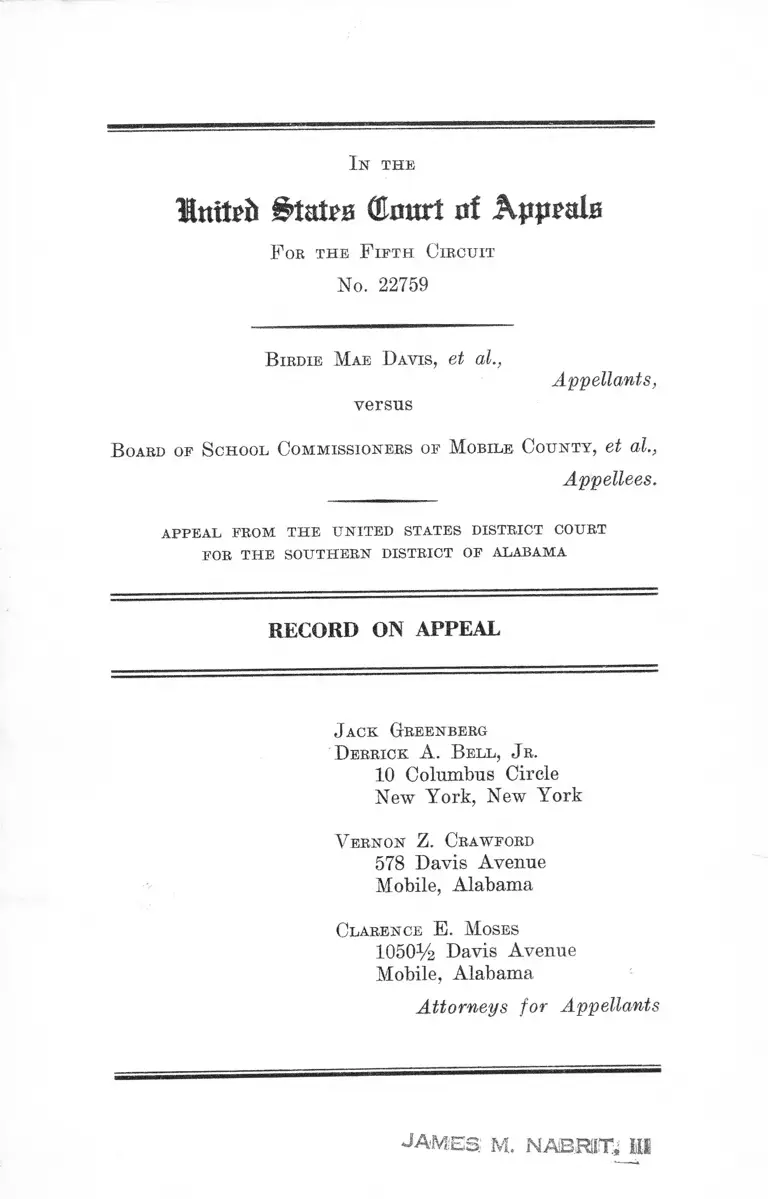 IN THE
United States Court of Appeals
FOR THE FIFTH CIRCUIT
No. 22759
BIRDIE MAE DAVIS, et al.,
Appellants,
versus
BOARD OF SCHOOL COMMISSIONERS OF MOBILE COUNTY, et al.,
Appellees.
APPEAL FROM THE UNITED STATES DISTRICT COURT
FOR THE SOUTHERN DISTRICT OF ALABAMA
RECORD ON APPEAL
JACK GREENBERG
DERRICK A. BELL, JR.
10 Columbus Circle
New York, New York
VERNON Z. CRAWFORD
578 Davis Avenue
Mobile, Alabama
CLARENCE E. MOSES
1050½ Davis Avenue
Mobile, Alabama
Attorneys for Appellants
JAMES M. NABRIT, III